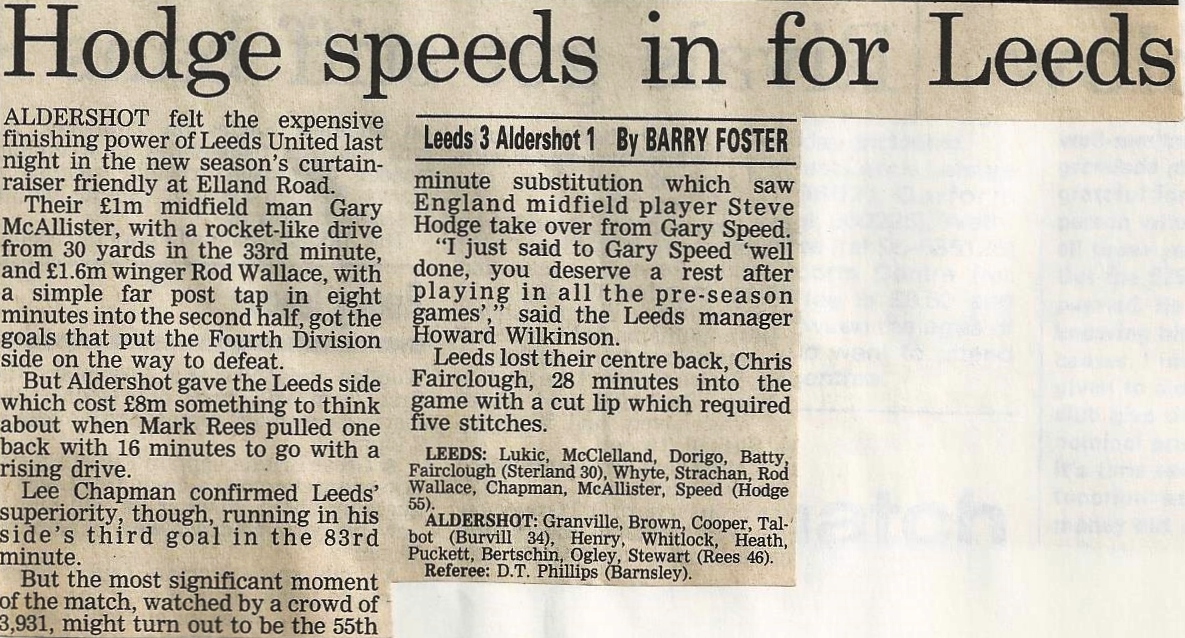 Hodge speeds in for Leeds
ALDERSHOT felt the expensive
finishing power of Leeds United last
night in the new season's curtain-
raiser friendly at Elland Road.
Their £1m midfield man Gary
McAllister, with a rocket-like drive
from 30 yards in the 33rd minute,
and £1.6m winger Rod Wallace, with
a simple far post tap in eight
minutes into the second half, got the
goals that put the Fourth Division
side on the way to defeat.
But Aldershot gave the Leeds side
which cost £8m something to think
about when Mark Rees pulled one
back with 16 minutes to go with a
rising drive.
Lee Chapman confirmed Leeds'
superiority, though, running in his
side's third goal in the 83rd
minute.
But the most significant moment
of the match, watched by a crowd of
3,931, might turn out to be the 55th
Leeds 3 Aldershot 1 By BARRY FOSTER
minute substitution which saw
England midfield player Steve
Hodge take over from Gary Speed.
"I just said to Gary Speed 'well
done, you deserve a rest after
playing in all the pre-season
games'," said the Leeds manager
Howard Wilkinson.
Leeds lost their centre back, Chris
Fairclough, 28 minutes into the
game with a cut lip which required
five stitches.
LEEDS: Lukic, McClelland, Dorigo, Batty,
Fairclough (Sterland 30), Whyte, Strachan, Rod
Wallace, Chapman, McAllister, Speed (Hodge
55).
ALDERSHOT: Granville, Brown, Cooper, Tal-
bot (Burvill 34), Henry, Whitlock, Heath,
Puckett, Bertschin, Ogley, Stewart (Rees 46).
Referee: D.T. Phillips (Barnsley).